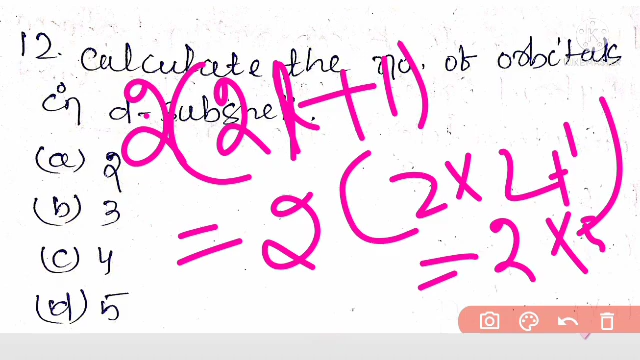 12. Calculate the no. of orbitals
in d-subshell.
2(2l+1)
(a) 2
= 2(2×2+1)
(b) 3
= 2×5
(c) 4
(d) 5